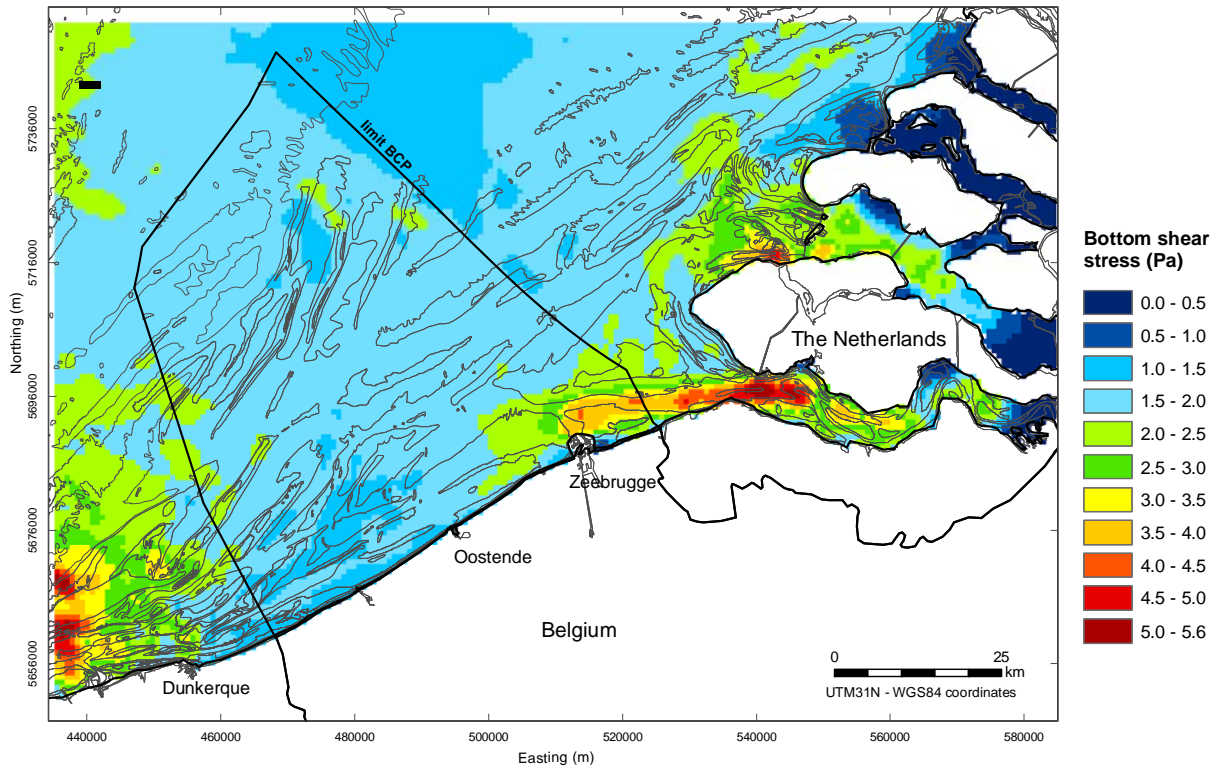 5736000
5716000
5696000
5676000
5656000
Northing (m)
limit BCP
The Netherlands
Zeebrugge
Oostende
Belgium
Dunkerque
0 25
km
UTM31N - WGS84 coordinates
440000 460000 480000 500000 520000 540000 560000 580000
Easting (m)
Bottom shear
stress (Pa)
0.0 - 0.5
0.5 - 1.0
1.0 - 1.5
1.5 - 2.0
2.0 - 2.5
2.5 - 3.0
3.0 - 3.5
3.5 - 4.0
4.0 - 4.5
4.5 - 5.0
5.0 - 5.6